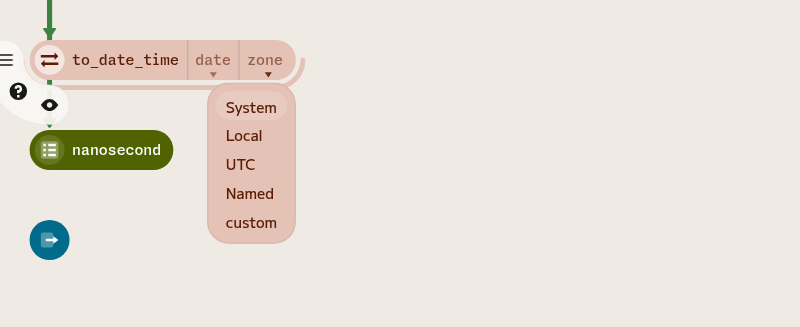 to_date_time date zone
System
Local
UTC
nanosecond
Named
custom